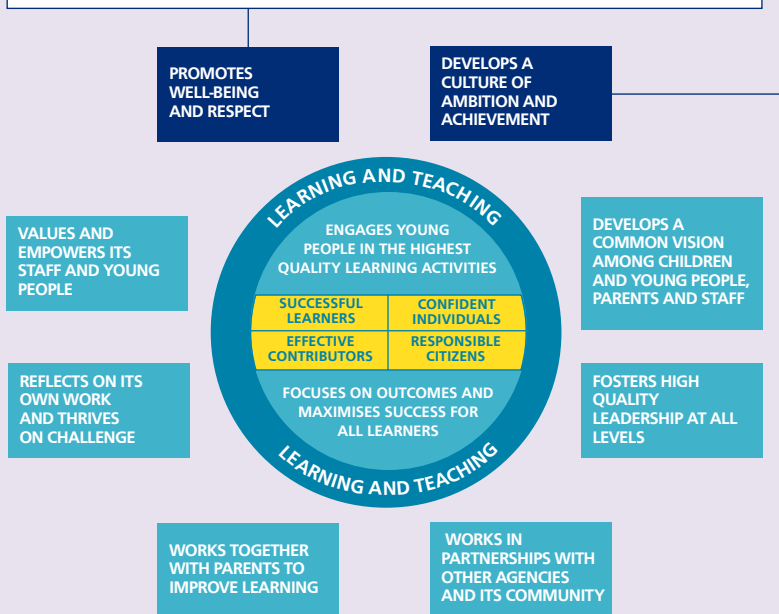 PROMOTES
WELL-BEING
AND RESPECT
DEVELOPS A
CULTURE OF
AMBITION AND
ACHIEVEMENT
LEARNING AND TEACHING
ENGAGES YOUNG
PEOPLE IN THE HIGHEST
QUALITY LEARNING ACTIVITIES
VALUES AND
EMPOWERS ITS
STAFF AND YOUNG
PEOPLE
DEVELOPS A
COMMON VISION
AMONG CHILDREN
AND YOUNG PEOPLE,
PARENTS AND STAFF
SUCCESSFUL
LEARNERS
CONFIDENT
INDIVIDUALS
EFFECTIVE
CONTRIBUTORS
RESPONSIBLE
CITIZENS
REFLECTS ON ITS
OWN WORK
AND THRIVES
ON CHALLENGE
FOCUSES ON OUTCOMES AND
MAXIMISES SUCCESS FOR
ALL LEARNERS
FOSTERS HIGH
QUALITY
LEADERSHIP AT ALL
LEVELS
LEARNING AND TEACHING
WORKS TOGETHER
WITH PARENTS TO
IMPROVE LEARNING
WORKS IN
PARTNERSHIPS WITH
OTHER AGENCIES
AND ITS COMMUNITY